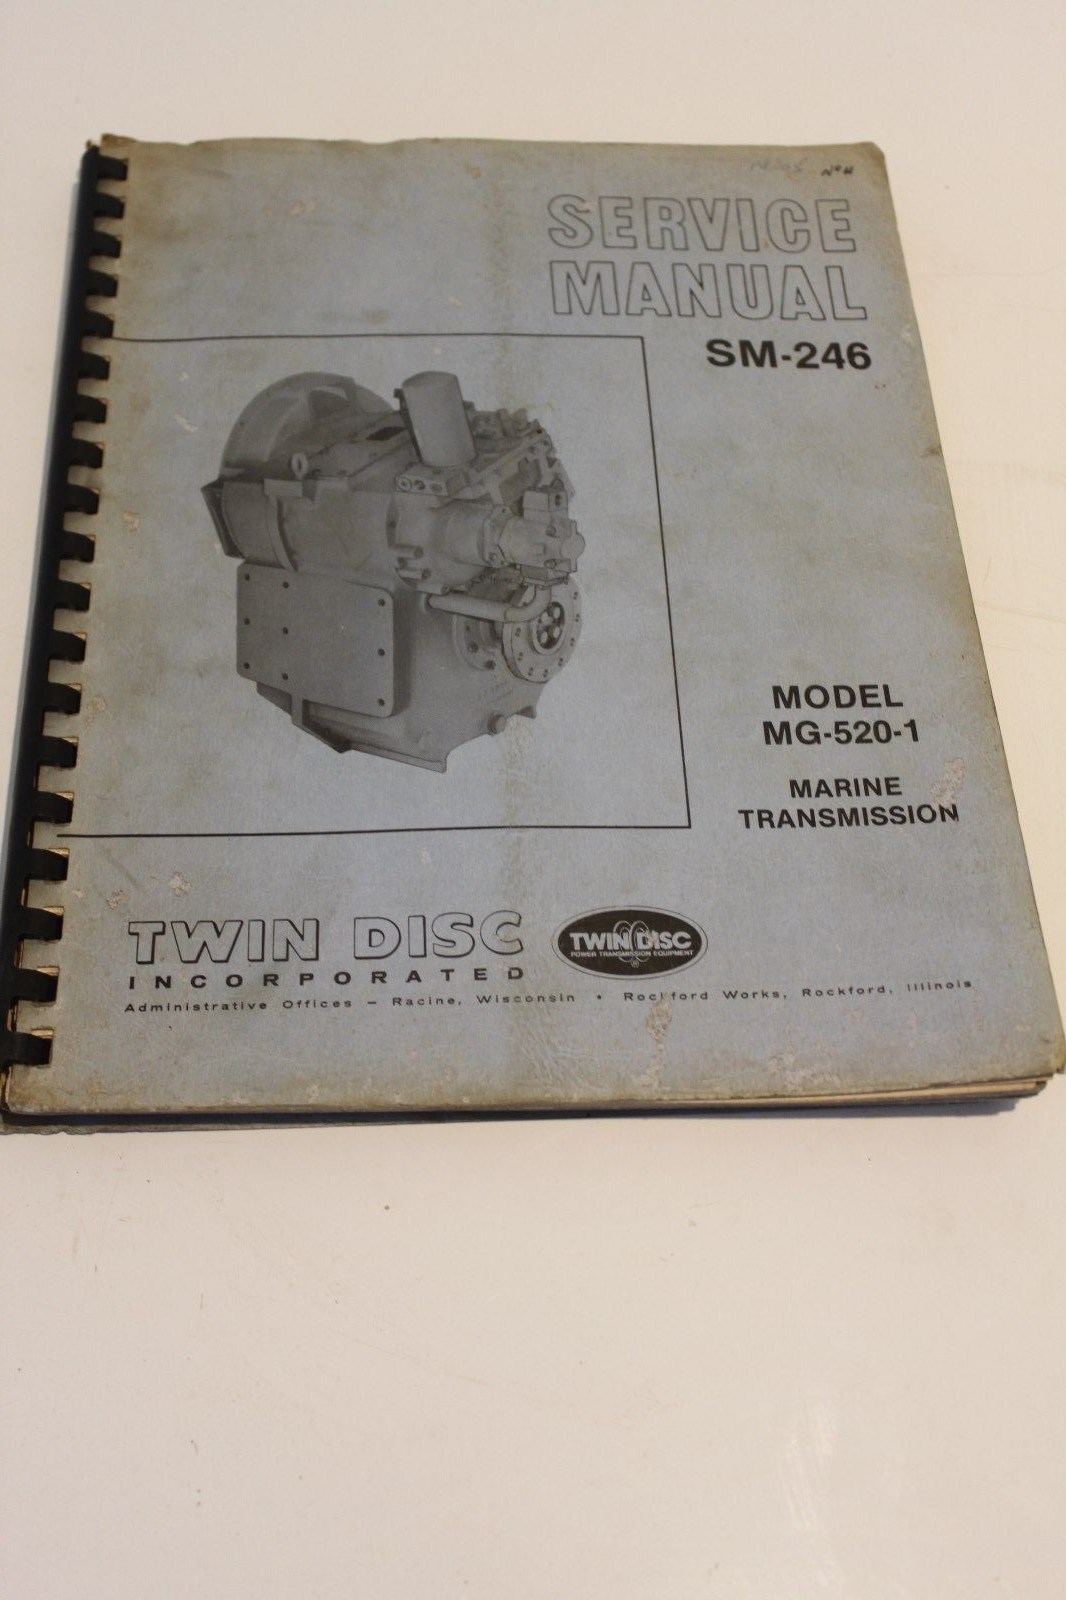 SERVICE
MANUAL
SM-246
MODEL
MG-520-1
MARINE
TRANSMISSION
TWIN DISC
INCORPORATED
TWIN DISC
POWER TRANSMISSION EQUIPMENT
Administrative Offices – Racine, Wisconsin • Rockford Works, Rockford, Illinois